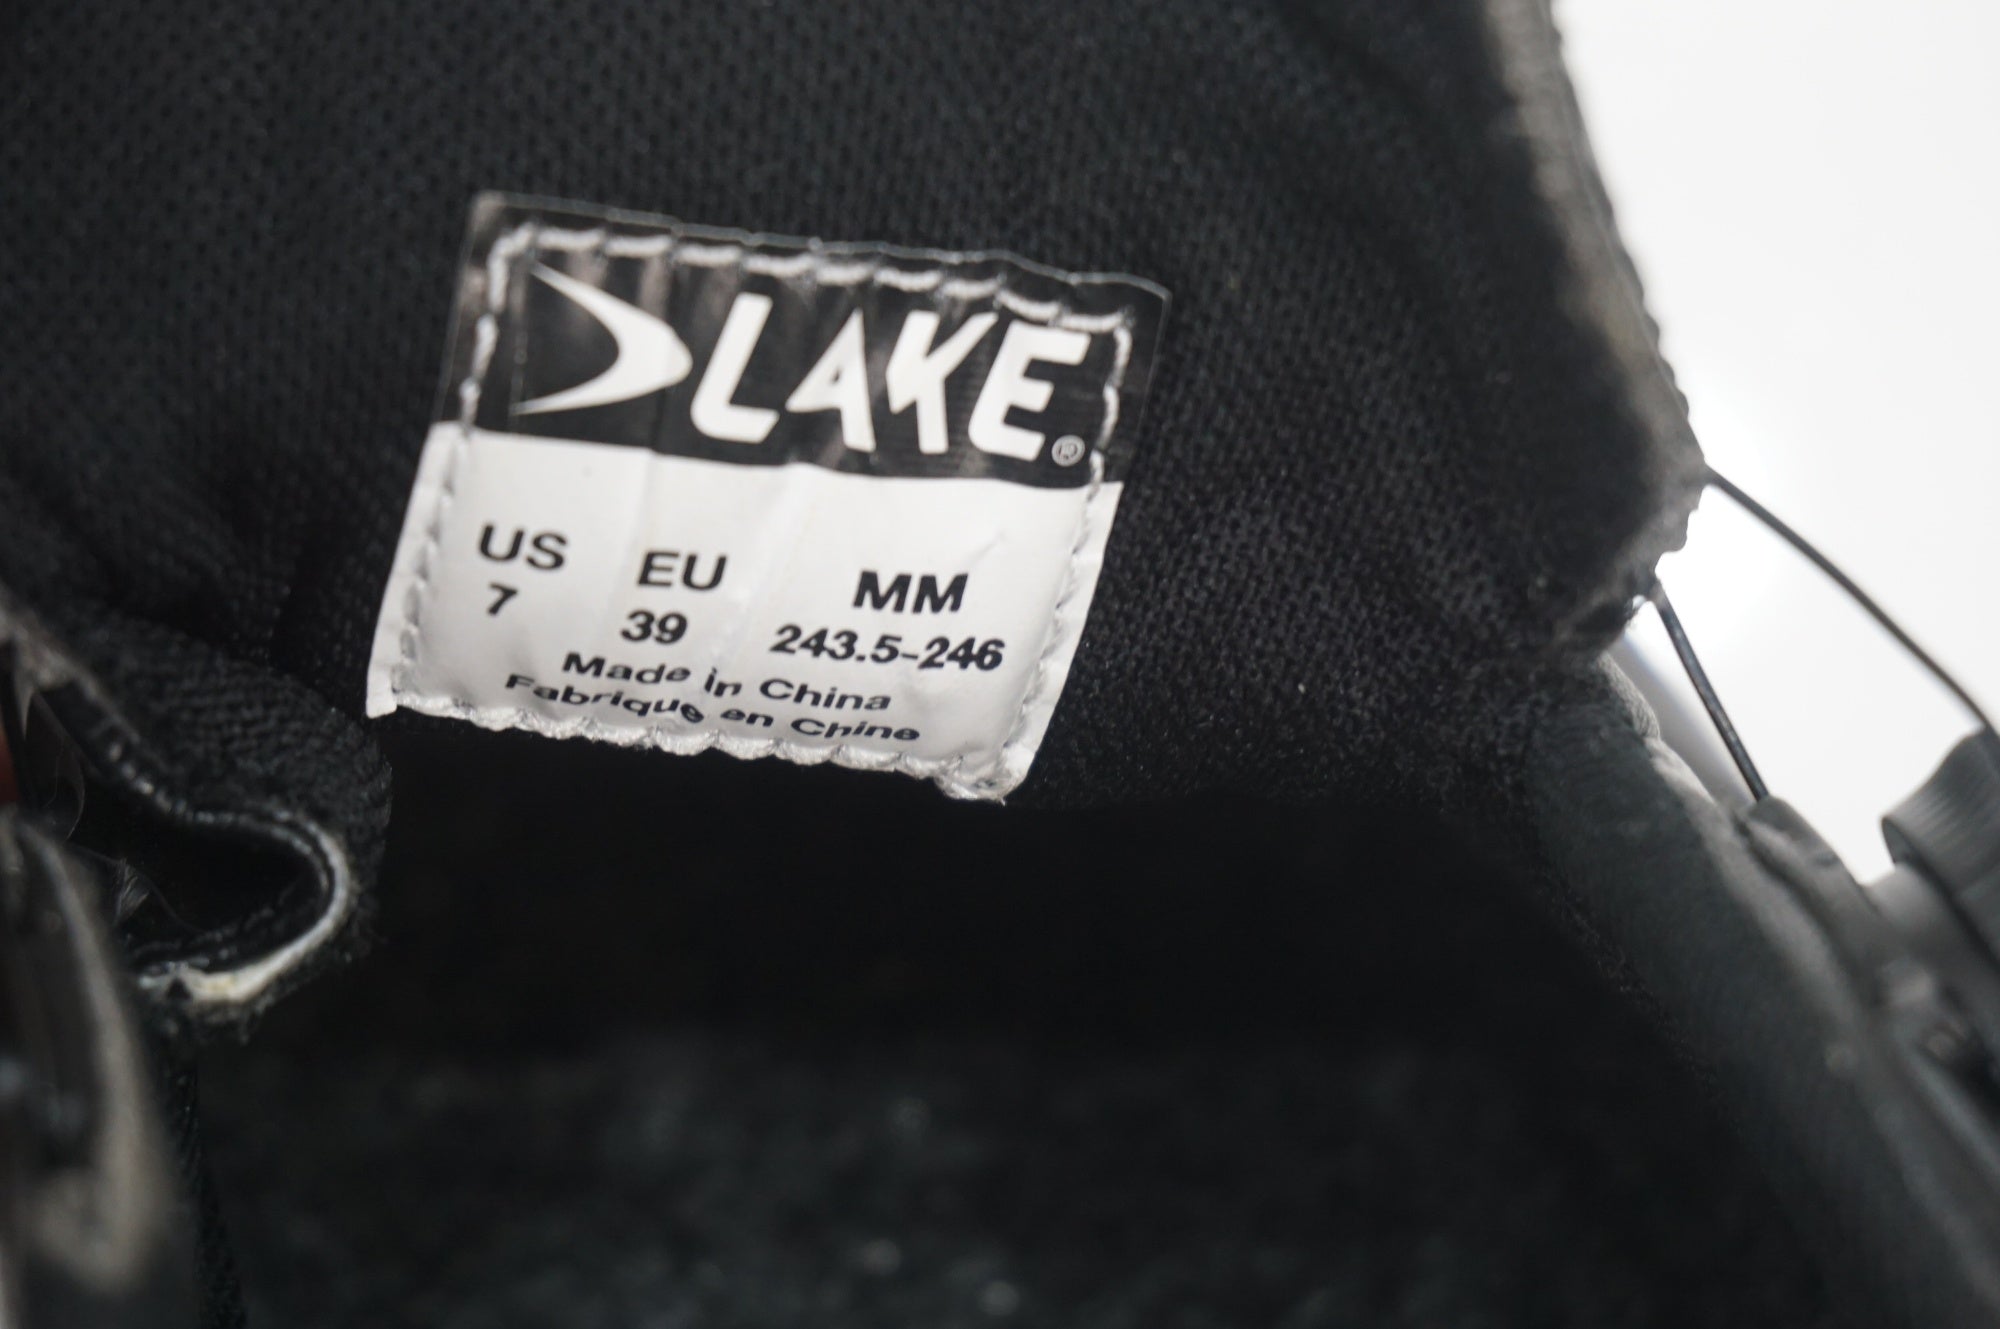 LAKE®
US EU MM
7 39 243.5-246
Made in China
Fabrique en Chine